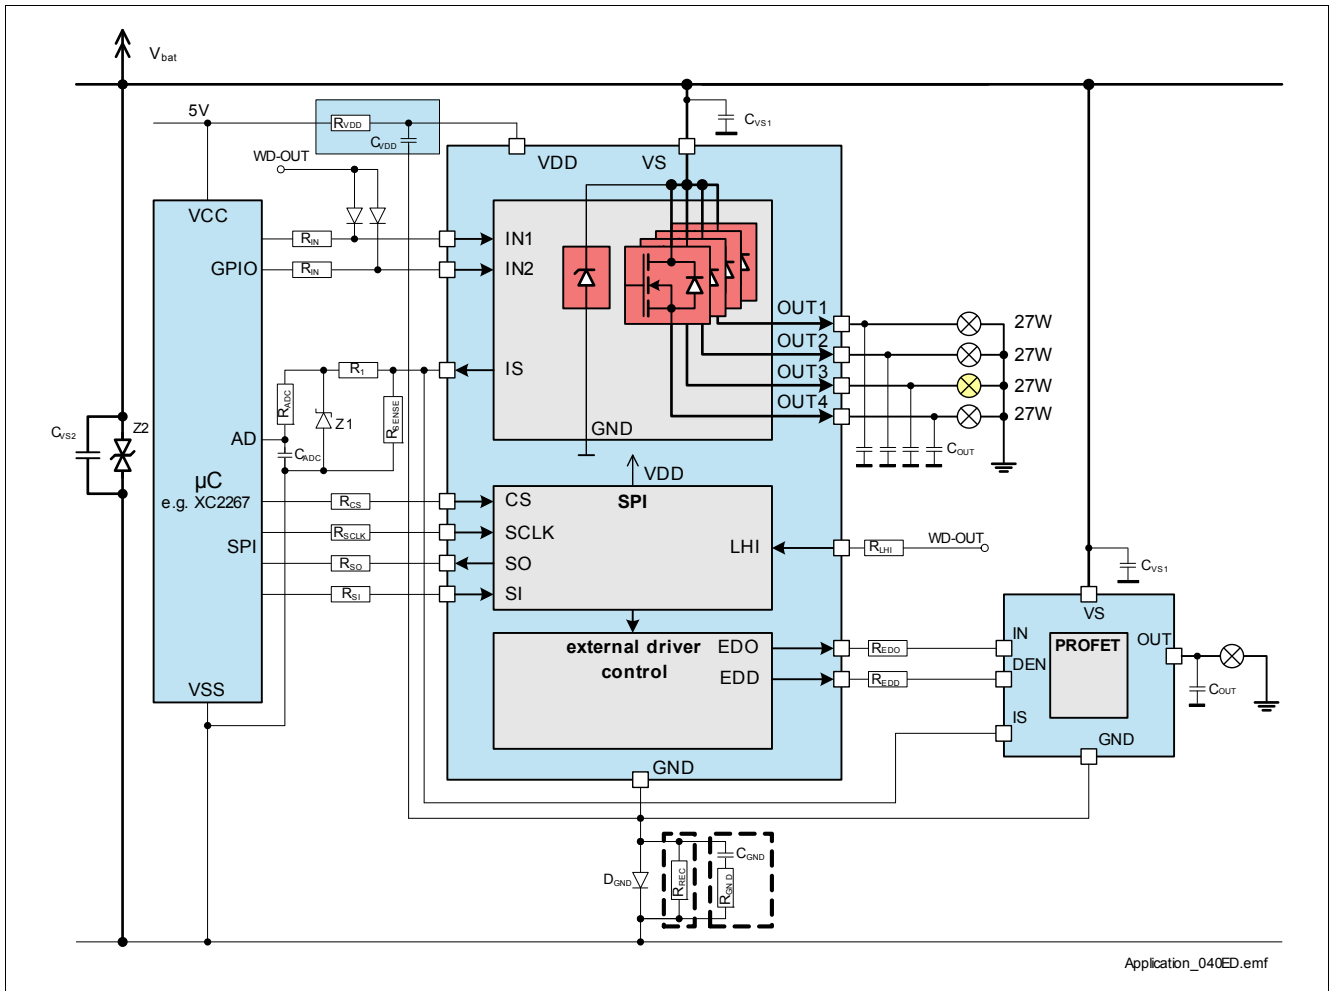 Vbat
5V
RVDD
CVDD
CVS1
WD-OUT
VDD
VS
VCC
GPIO
RIN
RIN
IN1
IN2
OUT1
OUT2
OUT3
OUT4
27W
27W
27W
27W
COUT
IS
R1
RADC
Z1
RSENSE
AD
CADC
GND
CVS2
Z2
µC
e.g. XC2267
VDD
SPI
CS
SCLK
SO
SI
RCS
RSCLK
RSO
RSI
SPI
LHI
RLHI
WD-OUT
CVS1
VS
external driver
control
EDO
EDD
REDO
REDD
IN
DEN
IS
PROFET
OUT
COUT
GND
VSS
GND
DGND
RREC
CGND
RGND
Application_040ED.emf